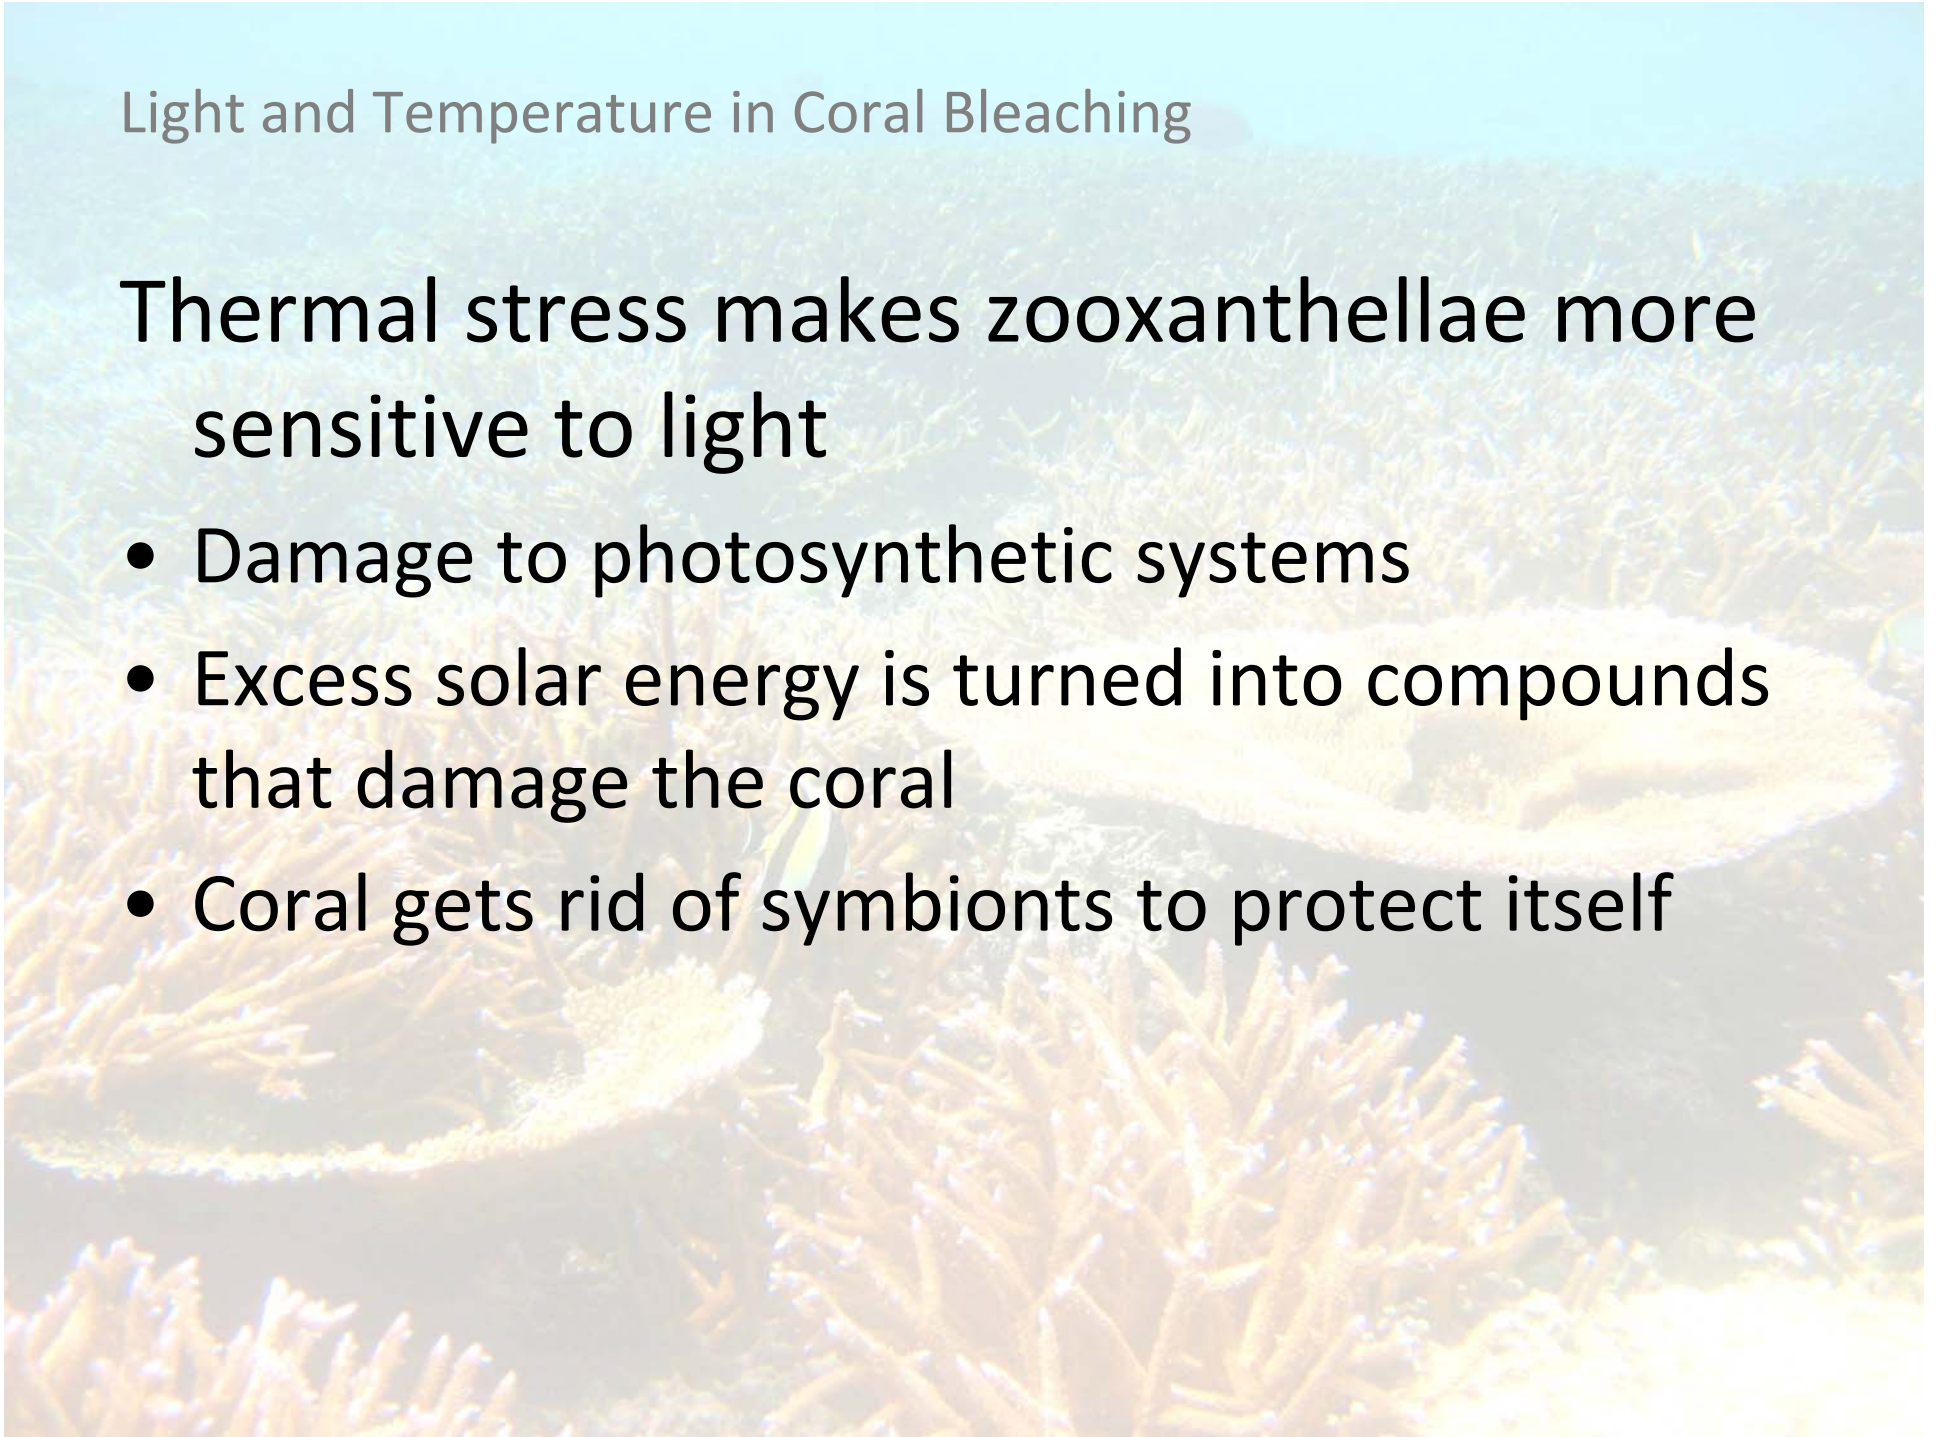 Light and Temperature in Coral Bleaching
Thermal stress makes zooxanthellae more
sensitive to light
• Damage to photosynthetic systems
• Excess solar energy is turned into compounds
that damage the coral
• Coral gets rid of symbionts to protect itself